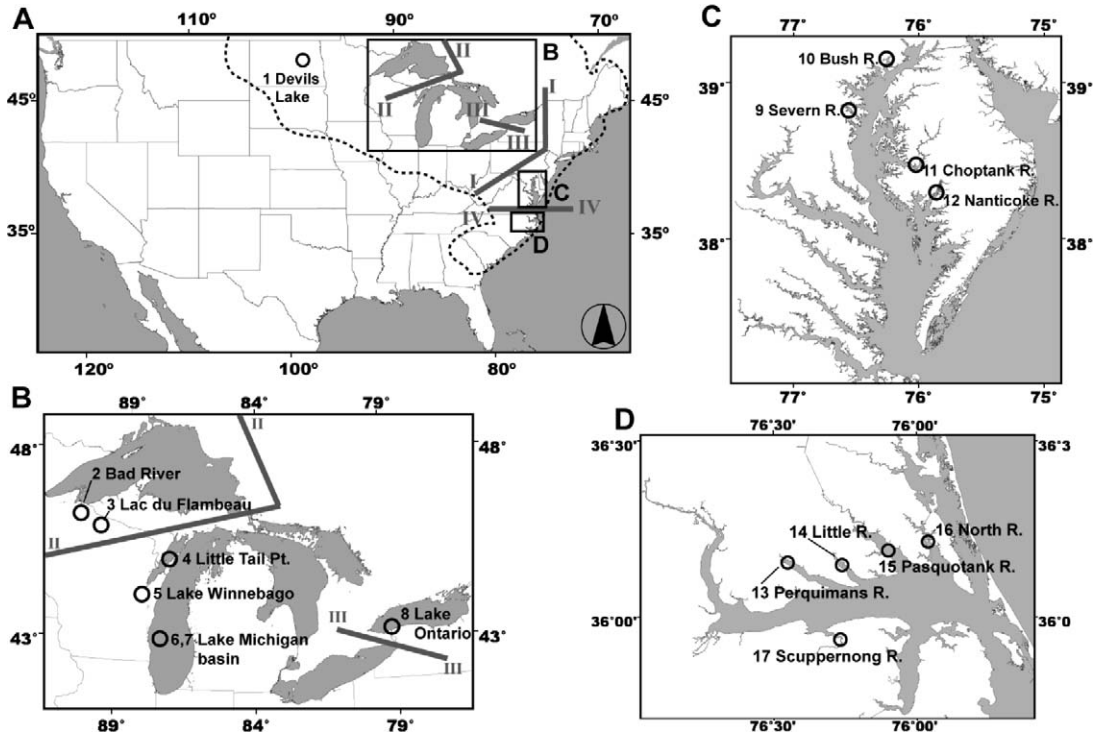 A
110°
90°
70°
B
II
1 Devils
Lake
I
45°
45°
II
III
III
I
C
IV
IV
35°
35°
D
120°
100°
80°
B
89°
84°
79°
48°
48°
II
2 Bad River
3 Lac du Flambeau
II
4 Little Tail Pt.
5 Lake Winnebago
8 Lake
Ontario
III
43°
43°
6,7 Lake Michigan
basin
III
89°
84°
79°
C
77°
76°
75°
10 Bush R.
39°
39°
9 Severn R.
11 Choptank R.
12 Nanticoke R.
38°
38°
77°
76°
75°
D
76°30'
76°00'
36°30'
36°3
14 Little R.
16 North R.
15 Pasquotank R.
13 Perquimans R.
36°00'
36°0
17 Scuppernong R.
76°30'
76°00'